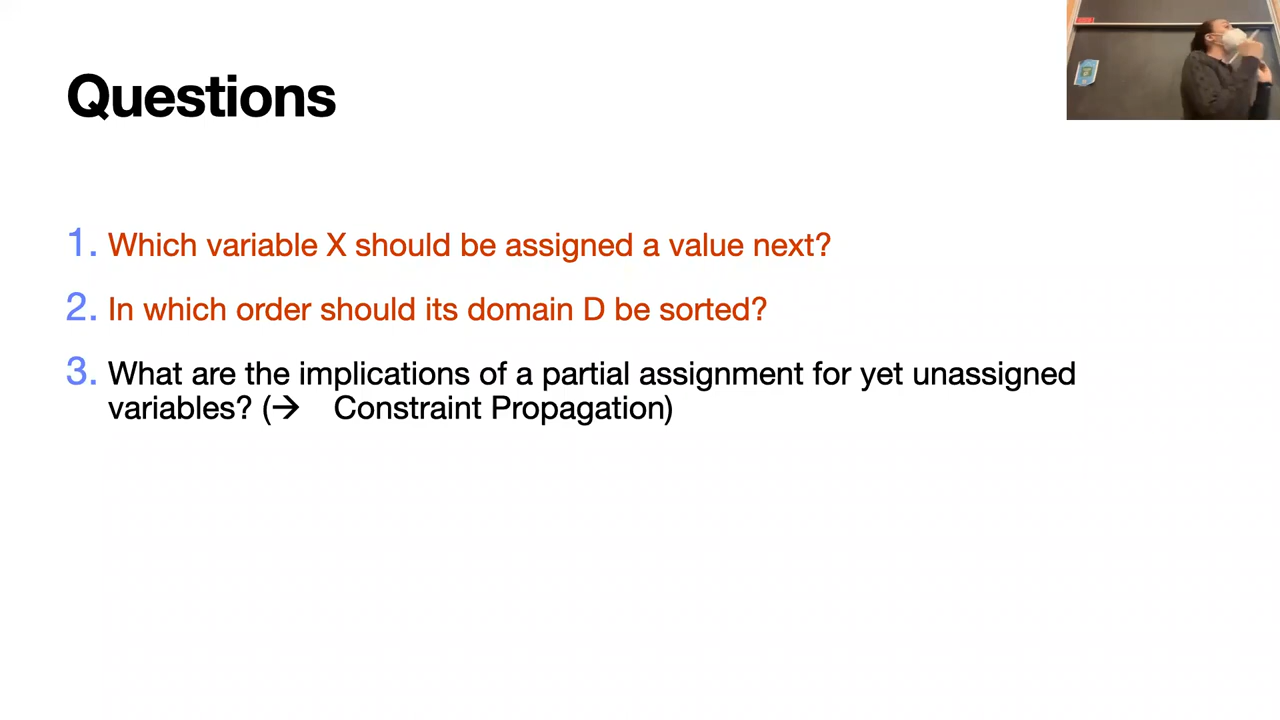 Questions
1. Which variable X should be assigned a value next?
2. In which order should its domain D be sorted?
3. What are the implications of a partial assignment for yet unassigned
variables? (→ Constraint Propagation)